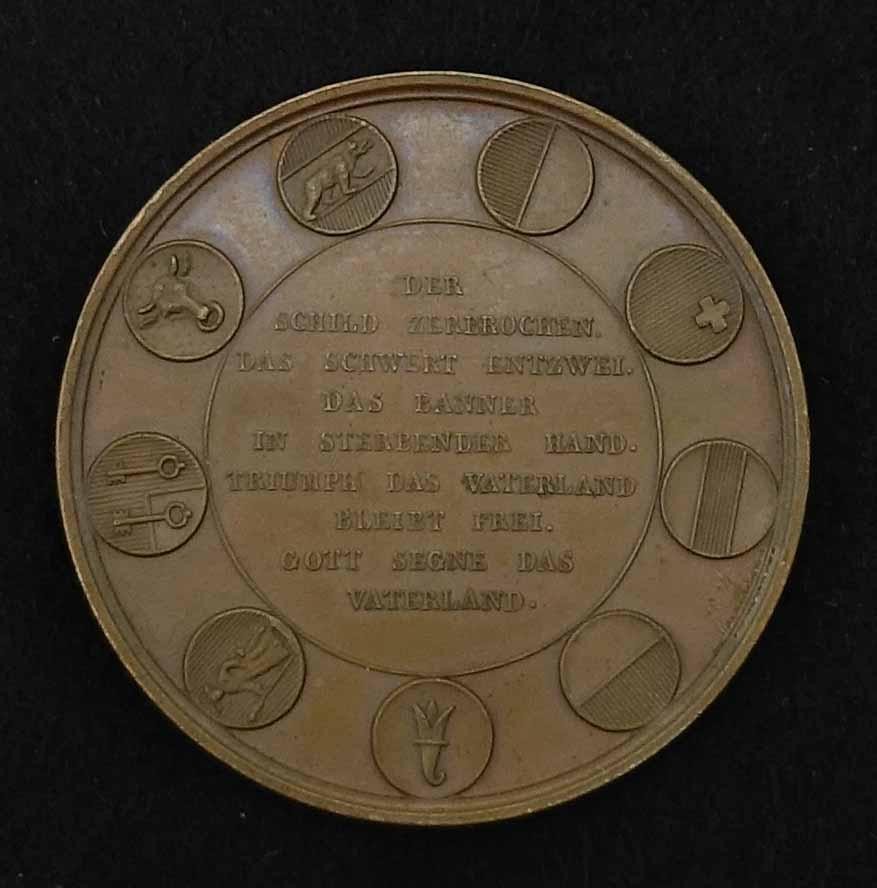 DER
SCHILD ZERBROCHEN.
DAS SCHWERT ENTZWEI.
DAS BANNER
IN STERBENDER HAND.
TRIUMPH DAS VATERLAND
BLEIBT FREI.
GOTT SEGNE DAS
VATERLAND.